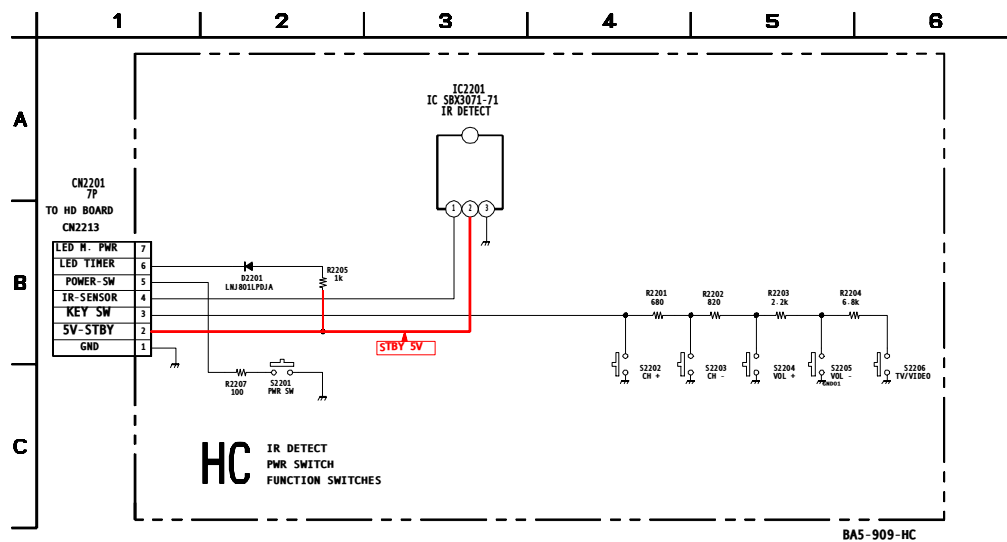 1 2 3 4 5 6
A
B
C
IC2201
IC SBX3071-71
IR DETECT
1 2 3
CN2201
7P
TO HD BOARD
CN2213
LED M. PWR 7
LED TIMER 6
POWER-SW 5
IR-SENSOR 4
KEY SW 3
5V-STBY 2
GND 1
D2201
LNJ801LPDJA
R2205
1k
STBY 5V
R2207
100
S2201
PWR SW
R2201
680
R2202
820
R2203
2.2k
R2204
6.8k
S2202
CH +
S2203
CH -
S2204
VOL +
S2205
VOL -
GND01
S2206
TV/VIDEO
HC
IR DETECT
PWR SWITCH
FUNCTION SWITCHES
BA5-909-HC